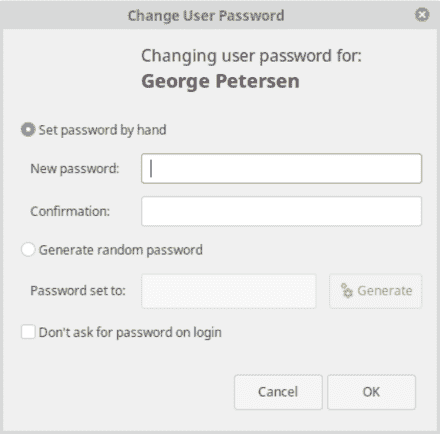 Change User Password
Changing user password for:
George Petersen
Set password by hand
New password:
Confirmation:
Generate random password
Password set to:
Generate
Don't ask for password on login
Cancel
OK